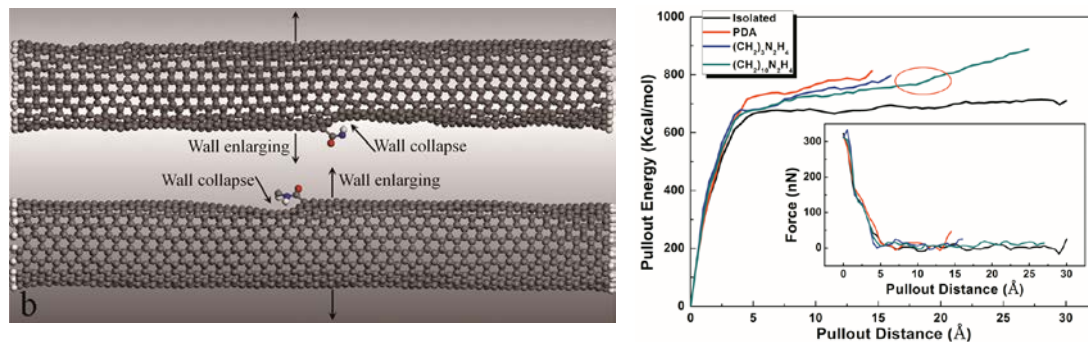 Wall enlarging
Wall collapse
Wall collapse
Wall enlarging
b
Isolated
PDA
(CH₂)₃N₂H₄
(CH₂)₁₀N₂H₄
Pullout Energy (Kcal/mol)
1000
800
600
400
200
0
0
5
10
15
20
25
30
Pullout Distance (Å)
Force (nN)
300
150
0
0
5
10
15
20
25
30
Pullout Distance (Å)